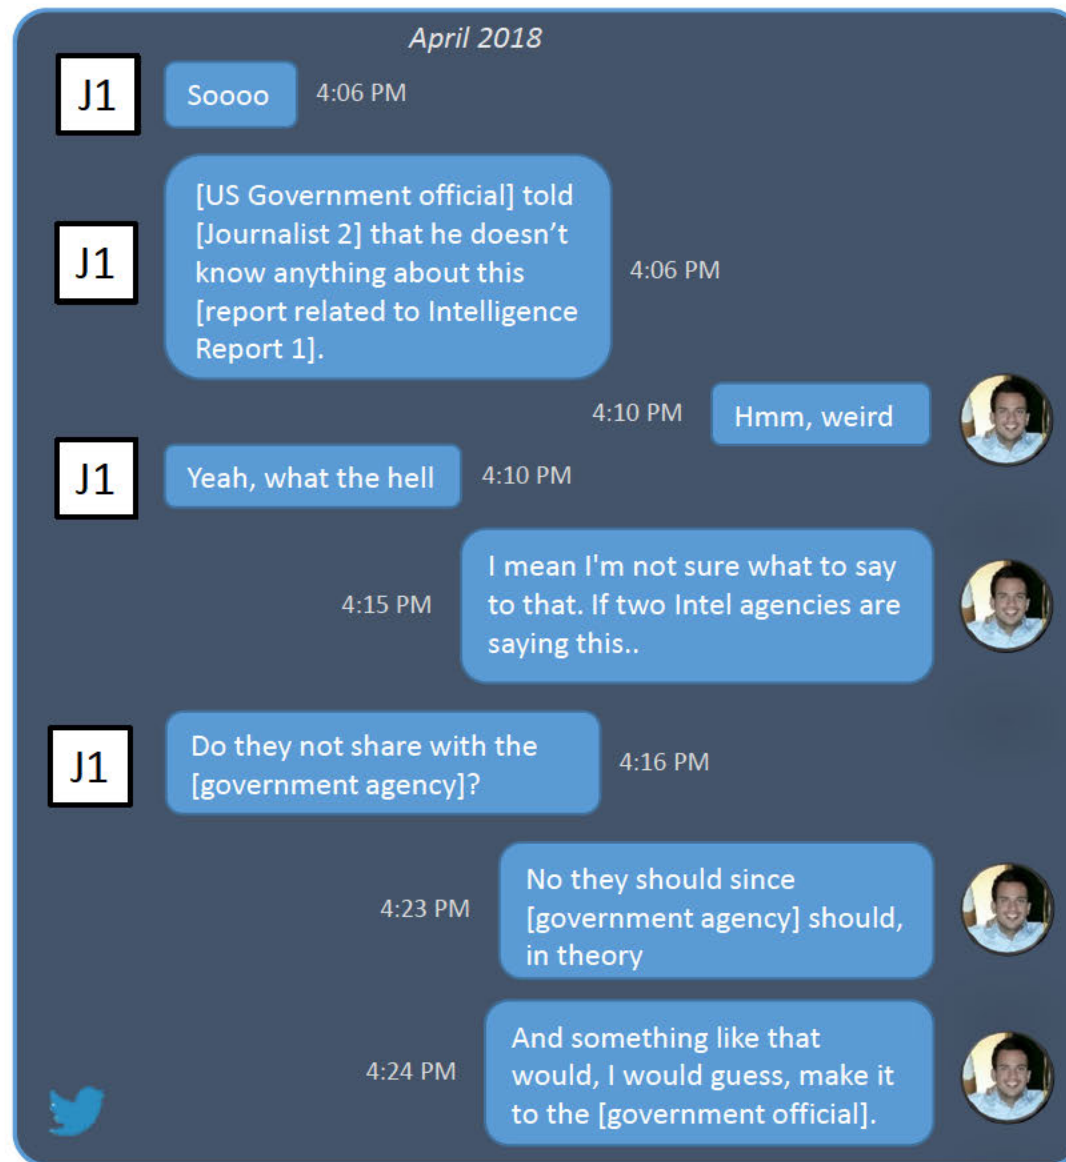 April 2018
J1
Soooo
4:06 PM
J1
[US Government official] told
[Journalist 2] that he doesn’t
know anything about this
[report related to Intelligence
Report 1].
4:06 PM
4:10 PM
Hmm, weird
J1
Yeah, what the hell
4:10 PM
4:15 PM
I mean I'm not sure what to say
to that. If two Intel agencies are
saying this..
J1
Do they not share with the
[government agency]?
4:16 PM
4:23 PM
No they should since
[government agency] should,
in theory
4:24 PM
And something like that
would, I would guess, make it
to the [government official].